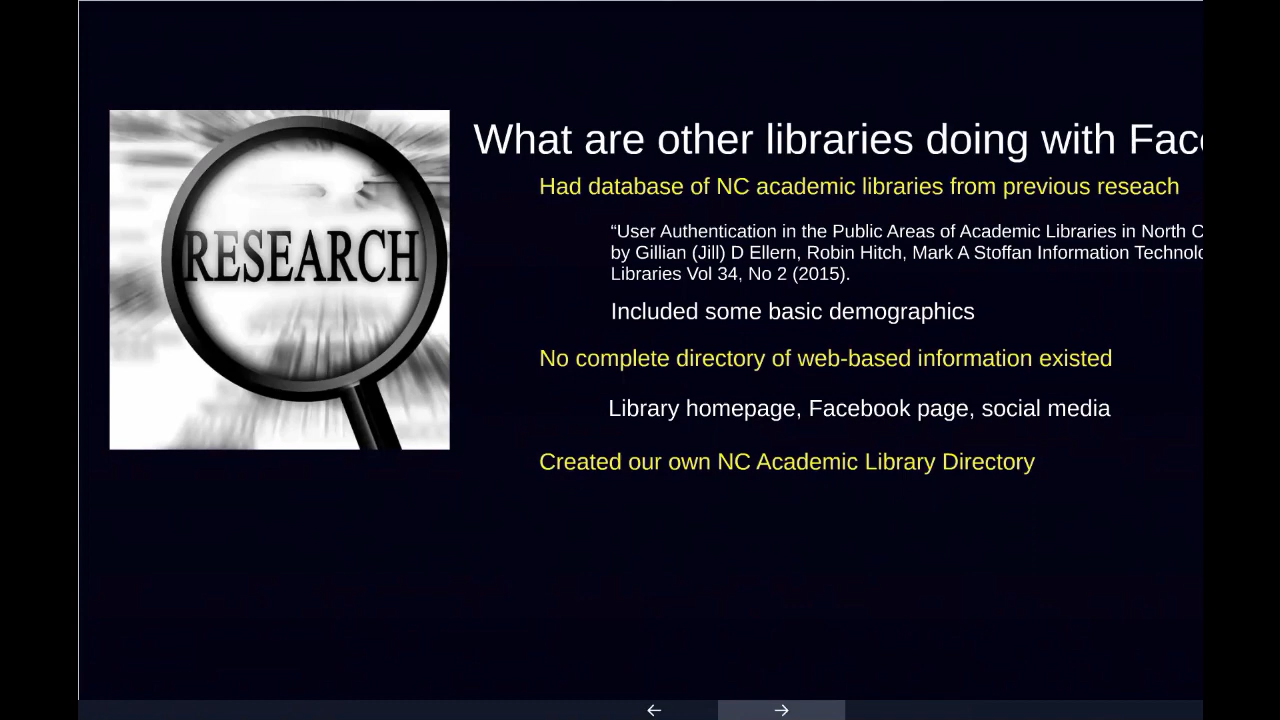 RESEARCH
What are other libraries doing with
Had database of NC academic libraries from previous reseach
“User Authentication in the Public Areas of Academic Libraries in North
by Gillian (Jill) D Ellern, Robin Hitch, Mark A Stoffan Information
Libraries Vol 34, No 2 (2015).
Included some basic demographics
No complete directory of web-based information existed
Library homepage, Facebook page, social media
Created our own NC Academic Library Directory